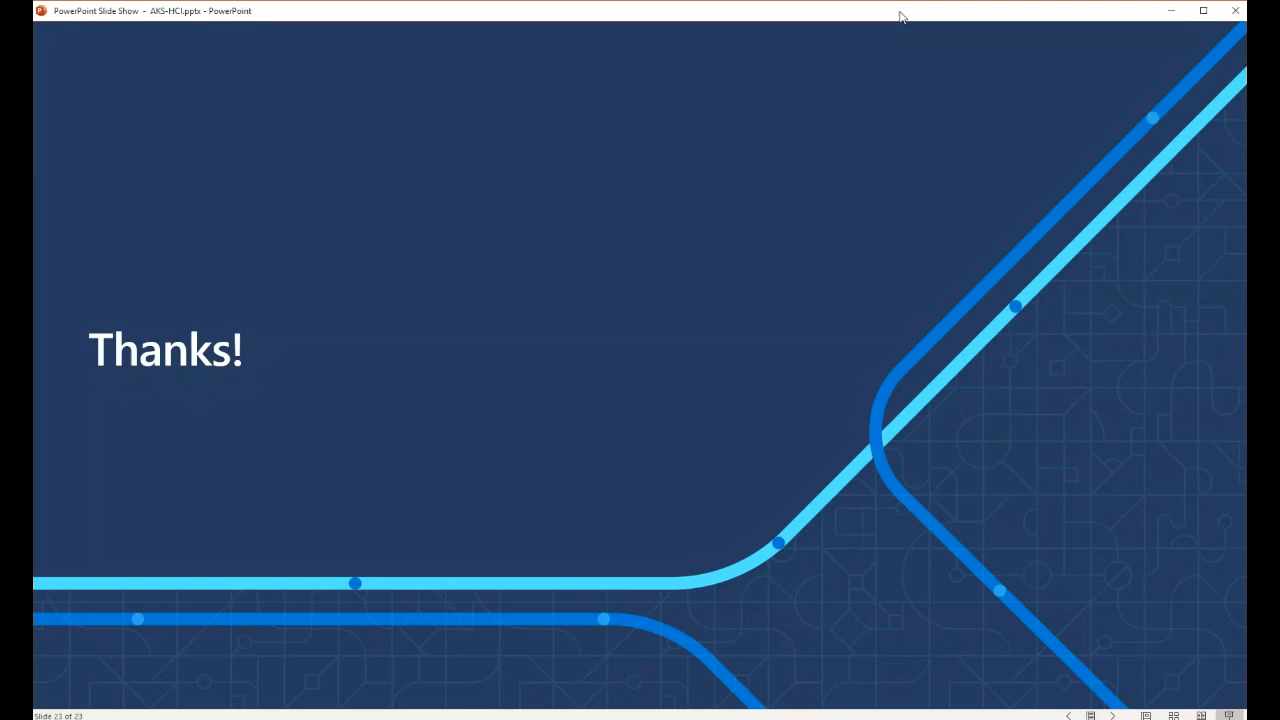 PowerPoint Slide Show - AKS-HCI.pptx - PowerPoint
Thanks!
Slide 23 of 23